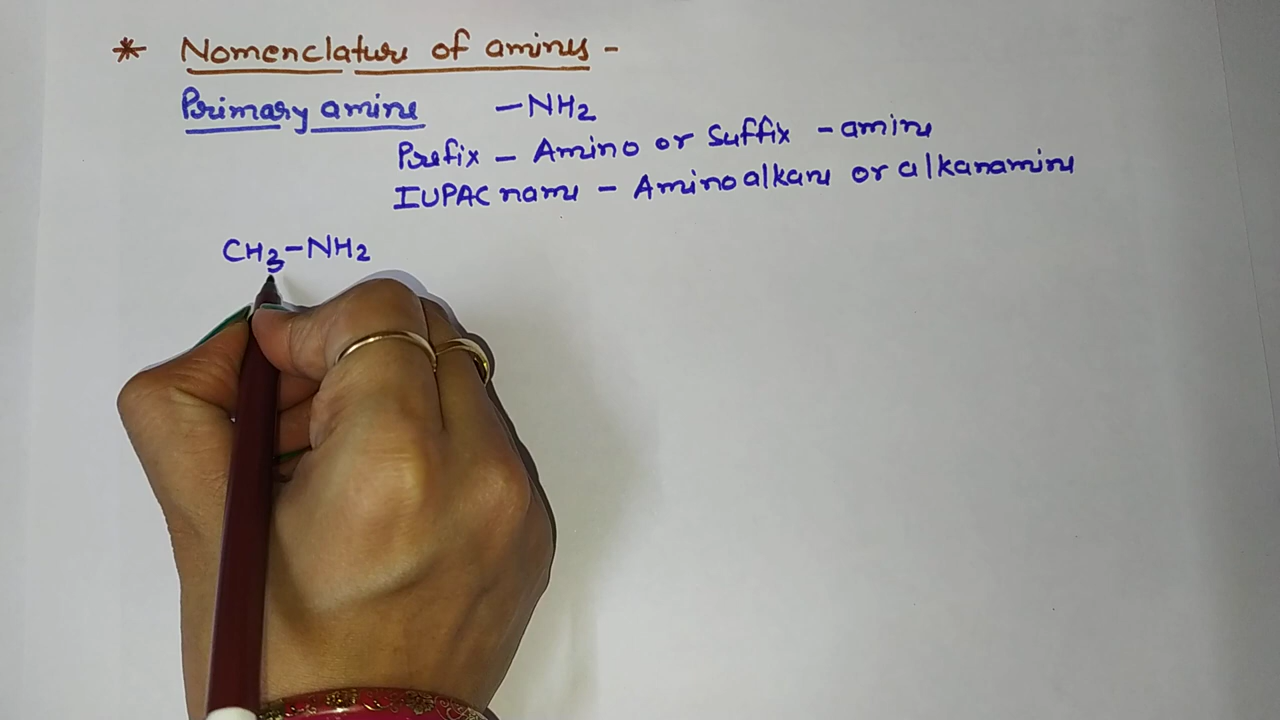 * Nomenclature of amines -
Primary amine -NH2
Prefix - Amino or Suffix - amine
IUPAC name - Aminoalkane or alkanamine
CH3-NH2